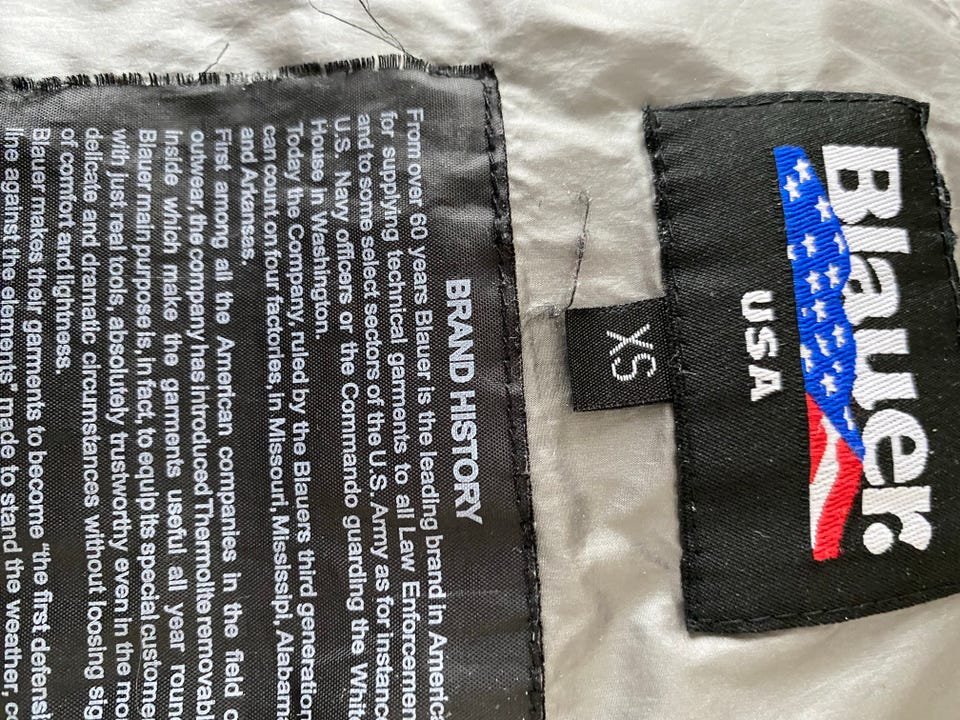 Blauer.
USA
XS
BRAND HISTORY
From over 60 years Blauer is the leading brand in America
for supplying technical garments to all Law Enforcemen
and to some select sectors of the U.S. Army as for instance
U.S. Navy officers or the Commando guarding the White
House in Washington.
Today the Company, ruled by the Blauers third generation
can count on four factories, in Missouri, Mississipi, Alabama
and Arkansas.
First among all the American companies in the field o
outwear, the company has introduced Thermolite removabl
inside which make the garments useful all year roun
Blauer main purpose is, in fact, to equip its special custome
with just real tools, absolutely trustworthy even in the mo
delicate and dramatic circumstances without loosing sig
of comfort and lightness.
Blauer makes their garments to become "the first defensi
line against the elements" made to stand the weather, c